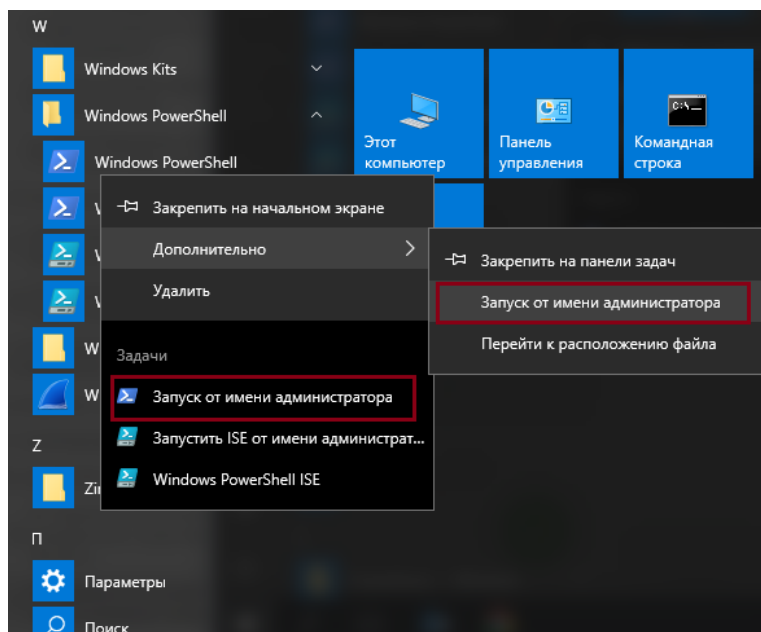 W
Windows Kits
Windows PowerShell
Windows PowerShell
Этот
компьютер
Панель
управления
Командная
строка
Закрепить на начальном экране
Дополнительно
Удалить
Задачи
Запуск от имени администратора
Запустить ISE от имени администрат...
Windows PowerShell ISE
Закрепить на панели задач
Запуск от имени администратора
Перейти к расположению файла
W
W
Z
П
Параметры
Поиск